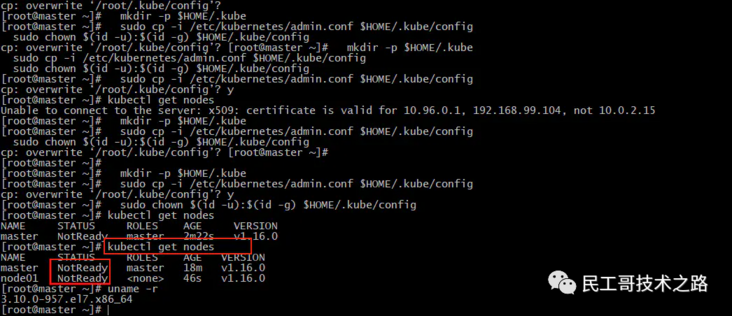 cp: overwrite ‘/root/.kube/config’?
[root@master ~]#   mkdir -p $HOME/.kube
[root@master ~]#   sudo cp -i /etc/kubernetes/admin.conf $HOME/.kube/config
  sudo chown $(id -u):$(id -g) $HOME/.kube/config
cp: overwrite ‘/root/.kube/config’? [root@master ~]#   mkdir -p $HOME/.kube
  sudo cp -i /etc/kubernetes/admin.conf $HOME/.kube/config
  sudo chown $(id -u):$(id -g) $HOME/.kube/config
[root@master ~]#   sudo cp -i /etc/kubernetes/admin.conf $HOME/.kube/config
cp: overwrite ‘/root/.kube/config’? y
[root@master ~]# kubectl get nodes
Unable to connect to the server: x509: certificate is valid for 10.96.0.1, 192.168.99.104, not 10.0.2.15
[root@master ~]#   mkdir -p $HOME/.kube
[root@master ~]#   sudo cp -i /etc/kubernetes/admin.conf $HOME/.kube/config
  sudo chown $(id -u):$(id -g) $HOME/.kube/config
cp: overwrite ‘/root/.kube/config’? [root@master ~]#
[root@master ~]#
[root@master ~]#   mkdir -p $HOME/.kube
[root@master ~]#   sudo cp -i /etc/kubernetes/admin.conf $HOME/.kube/config
cp: overwrite ‘/root/.kube/config’? y
[root@master ~]#   sudo chown $(id -u):$(id -g) $HOME/.kube/config
[root@master ~]# kubectl get nodes
NAME     STATUS     ROLES    AGE     VERSION
master   NotReady   master   2m22s   v1.16.0
[root@master ~]# kubectl get nodes
NAME     STATUS     ROLES    AGE   VERSION
master   NotReady   master   18m   v1.16.0
node01   NotReady   <none>   46s   v1.16.0
[root@master ~]# uname -r
3.10.0-957.el7.x86_64
[root@master ~]#
民工哥技术之路